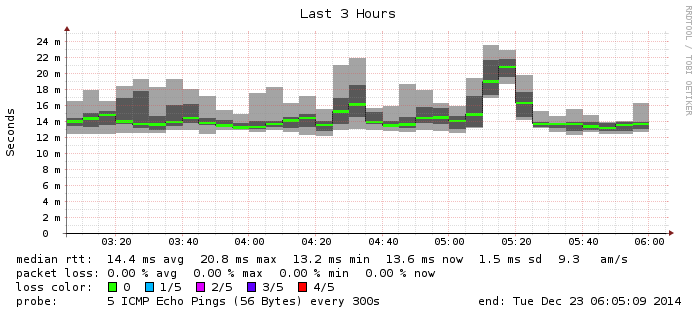 Last 3 Hours
RRDTOOL / TOBI OETIKER
Seconds
24 m
22 m
20 m
18 m
16 m
14 m
12 m
10 m
8 m
6 m
4 m
2 m
0
03:20 03:40 04:00 04:20 04:40 05:00 05:20 05:40 06:00
median rtt: 14.4 ms avg 20.8 ms max 13.2 ms min 13.6 ms now 1.5 ms sd 9.3 am/s
packet loss: 0.00 % avg 0.00 % max 0.00 % min 0.00 % now
loss color: 0 1/5 2/5 3/5 4/5
probe: 5 ICMP Echo Pings (56 Bytes) every 300s end: Tue Dec 23 06:05:09 2014